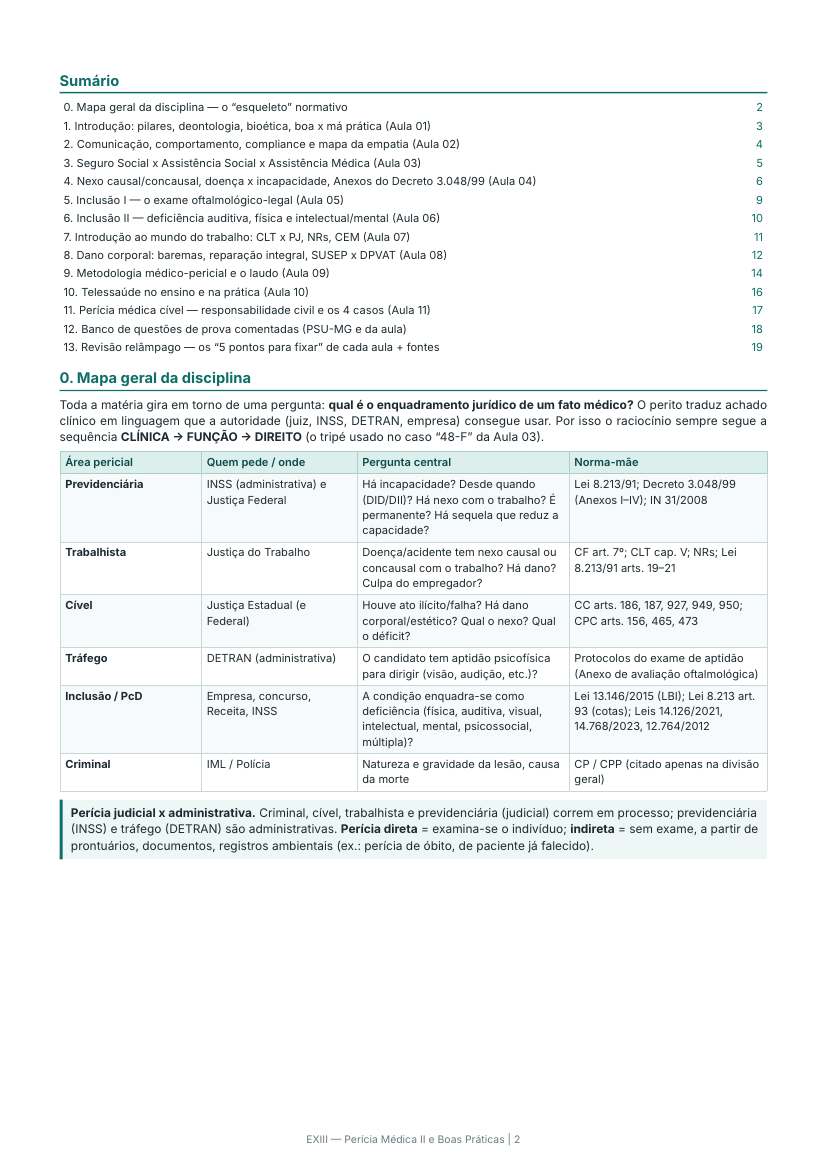 Sumário
0. Mapa geral da disciplina — o “esqueleto” normativo 2
1. Introdução: pilares, deontologia, bioética, boa x má prática (Aula 01) 3
2. Comunicação, comportamento, compliance e mapa da empatia (Aula 02) 4
3. Seguro Social x Assistência Social x Assistência Médica (Aula 03) 5
4. Nexo causal/concausal, doença x incapacidade, Anexos do Decreto 3.048/99 (Aula 04) 6
5. Inclusão I — o exame oftalmológico-legal (Aula 05) 9
6. Inclusão II — deficiência auditiva, física e intelectual/mental (Aula 06) 10
7. Introdução ao mundo do trabalho: CLT x PJ, NRs, CEM (Aula 07) 11
8. Dano corporal: baremas, reparação integral, SUSEP x DPVAT (Aula 08) 12
9. Metodologia médico-pericial e o laudo (Aula 09) 14
10. Telessaúde no ensino e na prática (Aula 10) 16
11. Perícia médica cível — responsabilidade civil e os 4 casos (Aula 11) 17
12. Banco de questões de prova comentadas (PSU-MG e da aula) 18
13. Revisão relâmpago — os “5 pontos para fixar” de cada aula + fontes 19
0. Mapa geral da disciplina
Toda a matéria gira em torno de uma pergunta: qual é o enquadramento jurídico de um fato médico? O perito traduz achado
clínico em linguagem que a autoridade (juiz, INSS, DETRAN, empresa) consegue usar. Por isso o raciocínio sempre segue a
sequência CLÍNICA → FUNÇÃO → DIREITO (o tripé usado no caso “48-F” da Aula 03).
Área pericial Quem pede / onde Pergunta central Norma-mãe
Previdenciária
INSS (administrativa) e
Justiça Federal
Há incapacidade? Desde quando
(DID/DII)? Há nexo com o trabalho? É
permanente? Há sequela que reduz a
capacidade?
Lei 8.213/91; Decreto 3.048/99
(Anexos I–IV); IN 31/2008
Trabalhista
Justiça do Trabalho
Doença/acidente tem nexo causal ou
concausal com o trabalho? Há dano?
Culpa do empregador?
CF art. 7º; CLT cap. V; NRs; Lei
8.213/91 arts. 19–21
Cível
Justiça Estadual (e
Federal)
Houve ato ilícito/falha? Há dano
corporal/estético? Qual o nexo? Qual
o déficit?
CC arts. 186, 187, 927, 949, 950;
CPC arts. 156, 465, 473
Tráfego
DETRAN (administrativa)
O candidato tem aptidão psicofísica
para dirigir (visão, audição, etc.)?
Protocolos do exame de aptidão
(Anexo de avaliação oftalmológica)
Inclusão / PcD
Empresa, concurso,
Receita, INSS
A condição enquadra-se como
deficiência (física, auditiva, visual,
intelectual, mental, psicossocial,
múltipla)?
Lei 13.146/2015 (LBI); Lei 8.213 art.
93 (cotas); Leis 14.126/2021,
14.768/2023, 12.764/2012
Criminal
IML / Polícia
Natureza e gravidade da lesão, causa
da morte
CP / CPP (citado apenas na divisão
geral)
Perícia judicial x administrativa. Criminal, cível, trabalhista e previdenciária (judicial) correm em processo; previdenciária
(INSS) e tráfego (DETRAN) são administrativas. Perícia direta = examina-se o indivíduo; indireta = sem exame, a partir de
prontuários, documentos, registros ambientais (ex.: perícia de óbito, de paciente já falecido).
EXIII — Perícia Médica II e Boas Práticas | 2